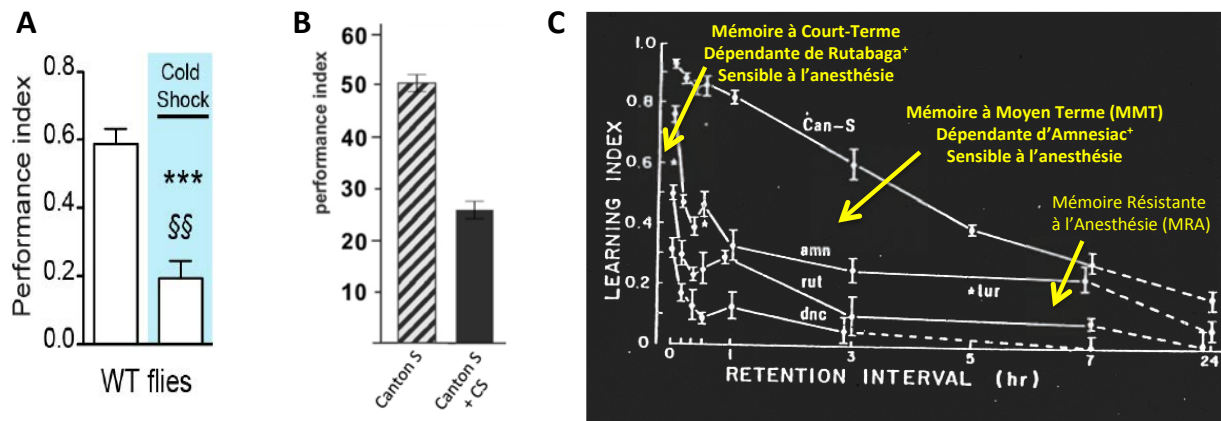 A
Performance index
0.8
0.6
0.4
0.2
0.0
Cold
Shock
***
§§
WT flies
B
performance index
60
50
40
30
20
10
Canton S
Canton S
+ CS
C
LEARNING INDEX
1.0
0.8
0.6
0.4
0.2
0
Mémoire à Court-Terme
Dépendante de Rutabaga⁺
Sensible à l'anesthésie
Can-S
Mémoire à Moyen Terme (MMT)
Dépendante d'Amnesiac⁺
Sensible à l'anesthésie
Mémoire Résistante
à l'Anesthésie (MRA)
*
*
amn
rut
*tur
dnc
0
1
3
5
7
24
RETENTION INTERVAL (hr)